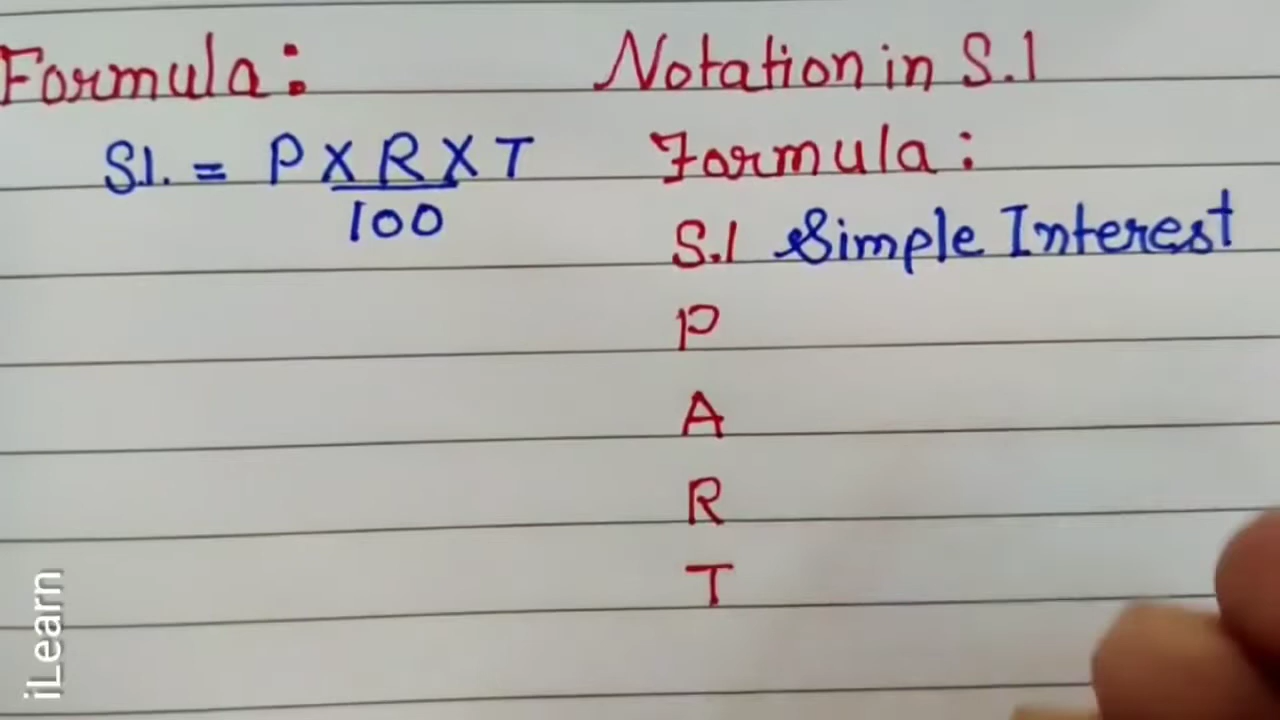 Formula:
S.I. = P X R X T
100
Notation in S.I
Formula:
S.I Simple Interest
P
A
R
T
iLearn